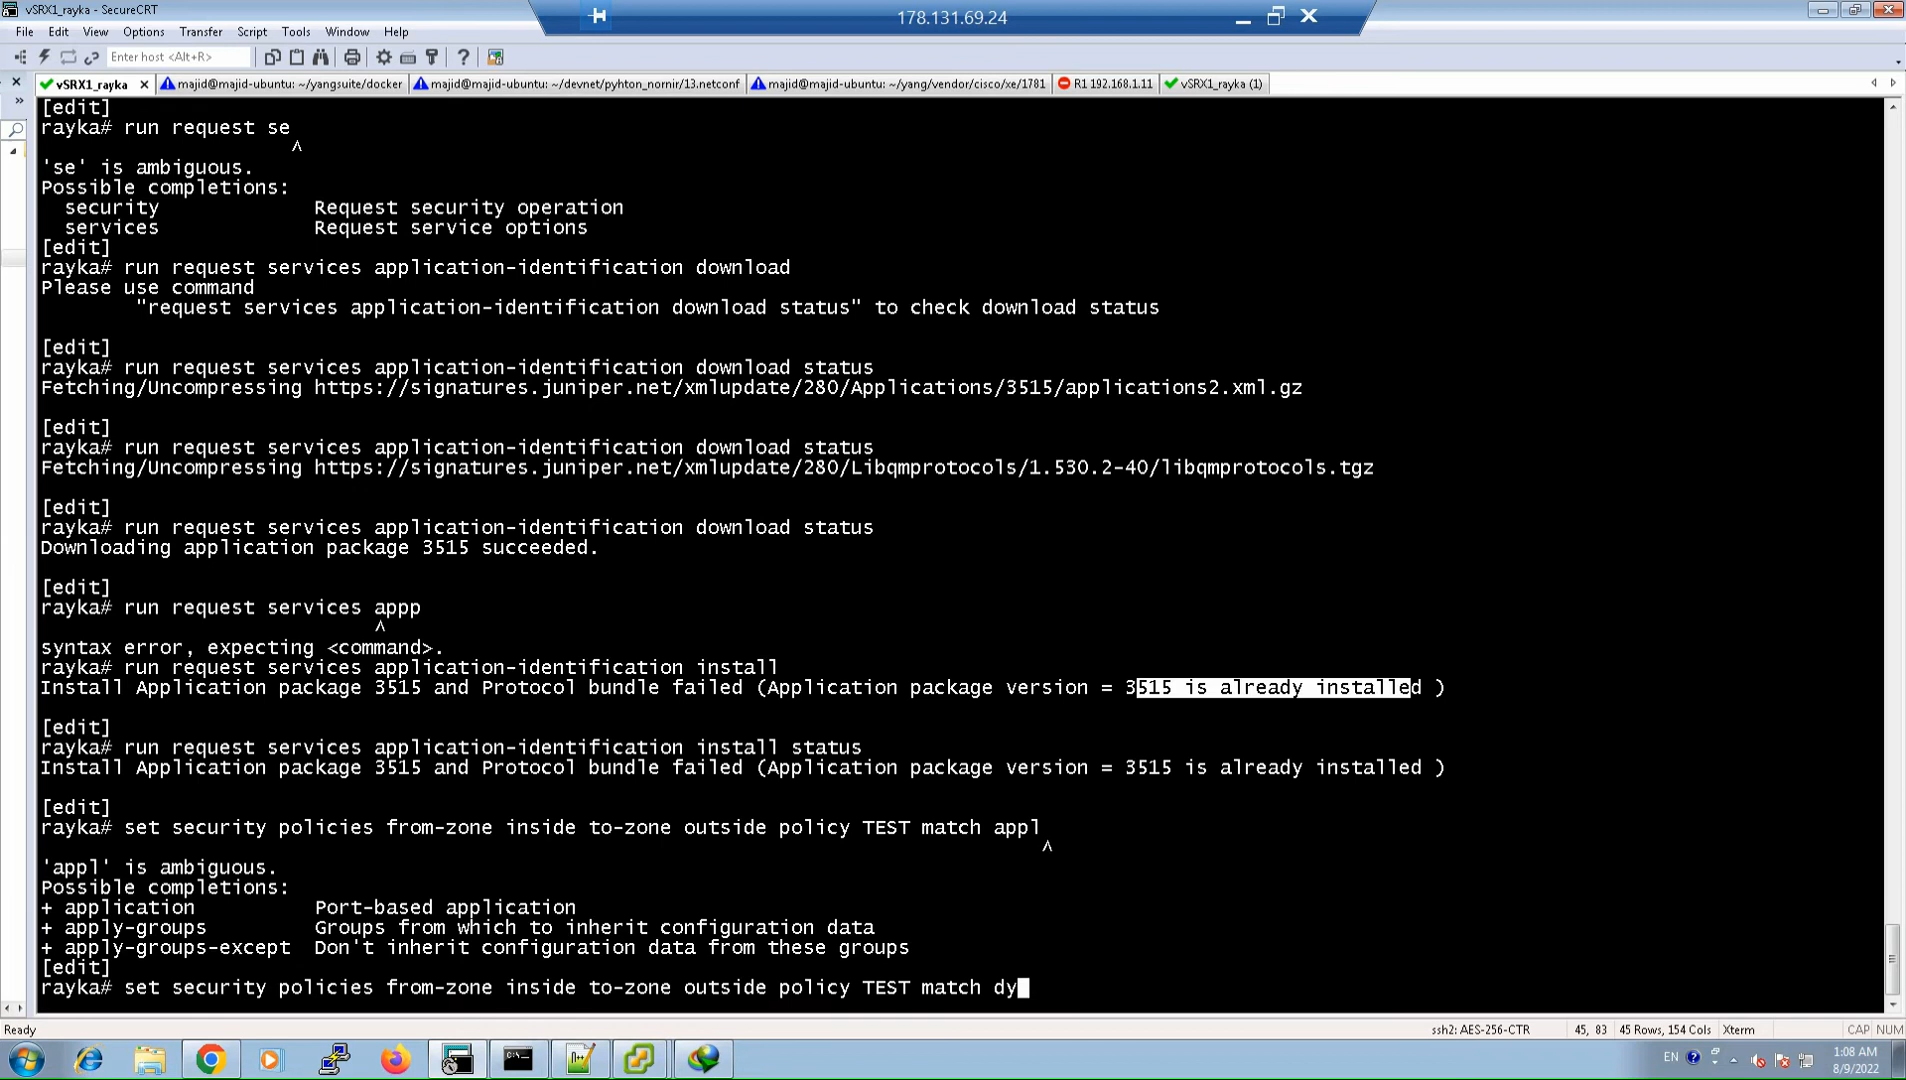 vSRX1_rayka - SecureCRT
178.131.69.24
File Edit View Options Transfer Script Tools Window Help
Enter host <Alt+R>
vSRX1_rayka majid@majid-ubuntu: ~/yangsuite/docker majid@majid-ubuntu: ~/devnet/pyhton_nornir/13.netconf majid@majid-ubuntu: ~/yang/vendor/cisco/xe/1781 R1 192.168.1.11 vSRX1_rayka (1)
[edit]
rayka# run request se
^
'se' is ambiguous.
Possible completions:
security Request security operation
services Request service options
[edit]
rayka# run request services application-identification download
Please use command
"request services application-identification download status" to check download status
[edit]
rayka# run request services application-identification download status
Fetching/Uncompressing https://signatures.juniper.net/xmlupdate/280/Applications/3515/applications2.xml.gz
[edit]
rayka# run request services application-identification download status
Fetching/Uncompressing https://signatures.juniper.net/xmlupdate/280/Libqmprotocols/1.530.2-40/libqmprotocols.tgz
[edit]
rayka# run request services application-identification download status
Downloading application package 3515 succeeded.
[edit]
rayka# run request services appp
^
syntax error, expecting <command>.
rayka# run request services application-identification install
Install Application package 3515 and Protocol bundle failed (Application package version = 3515 is already installed )
[edit]
rayka# run request services application-identification install status
Install Application package 3515 and Protocol bundle failed (Application package version = 3515 is already installed )
[edit]
rayka# set security policies from-zone inside to-zone outside policy TEST match appl
^
'appl' is ambiguous.
Possible completions:
+ application Port-based application
+ apply-groups Groups from which to inherit configuration data
+ apply-groups-except Don't inherit configuration data from these groups
[edit]
rayka# set security policies from-zone inside to-zone outside policy TEST match dy
Ready ssh2: AES-256-CTR 45, 83 45 Rows, 154 Cols Xterm CAP NUM
EN 1:08 AM
8/9/2022